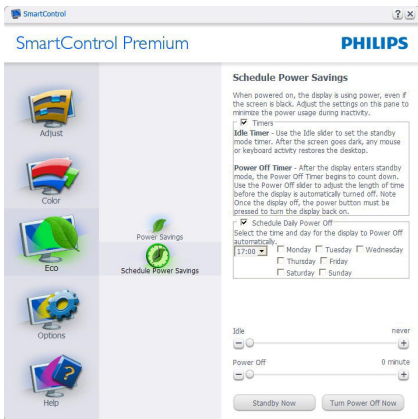 SmartControl
? x
SmartControl Premium
PHILIPS
Adjust
Color
Eco
Options
Help
Power Savings
Schedule Power Savings
Schedule Power Savings
When powered on, the display is using power, even if
the screen is black. Adjust the settings on this pane to
minimize the power usage during inactivity.
Timers
Idle Timer - Use the Idle slider to set the standby
mode timer. After the screen goes dark, any mouse
or keyboard activity restores the desktop.
Power Off Timer - After the display enters standby
mode, the Power Off Timer begins to count down.
Use the Power Off slider to adjust the length of time
before the display is automatically turned off. Note
Once the display off, the power button must be
pressed to turn the display back on.
Schedule Daily Power Off
Select the time and day for the display to Power Off
automatically.
17:00 Monday Tuesday Wednesday
Thursday Friday
Saturday Sunday
Idle never
Power Off 0 minute
Standby Now Turn Power Off Now